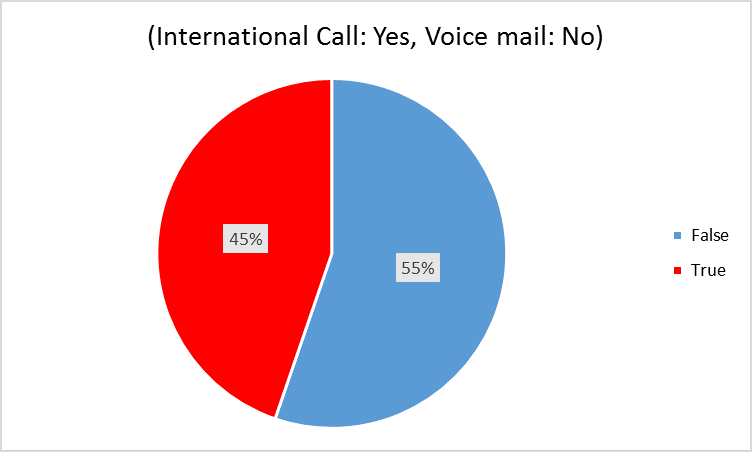 (International Call: Yes, Voice mail: No)
45%
55%
False
True